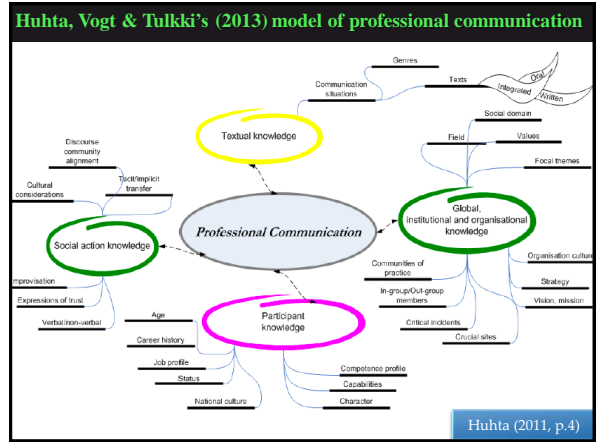 Huhta, Vogt & Tulkki's (2013) model of professional communication
Genres
Communication
situations
Texts
Oral
Integrated
Written
Textual knowledge
Social domain
Field
Values
Focal themes
Discourse
community
alignment
Tacit/implicit
transfer
Cultural
considerations
Social action knowledge
Professional Communication
Global,
institutional and organisational
knowledge
mprovisation
Expressions of trust
Verbal/non-verbal
Communities of
practice
In-group/Out-group
members
Critical incidents
Crucial sites
Organisation culture
Strategy
Vision, mission
Participant
knowledge
Age
Career history
Job profile
Status
National culture
Competence profile
Capabilities
Character
Huhta (2011, p.4)